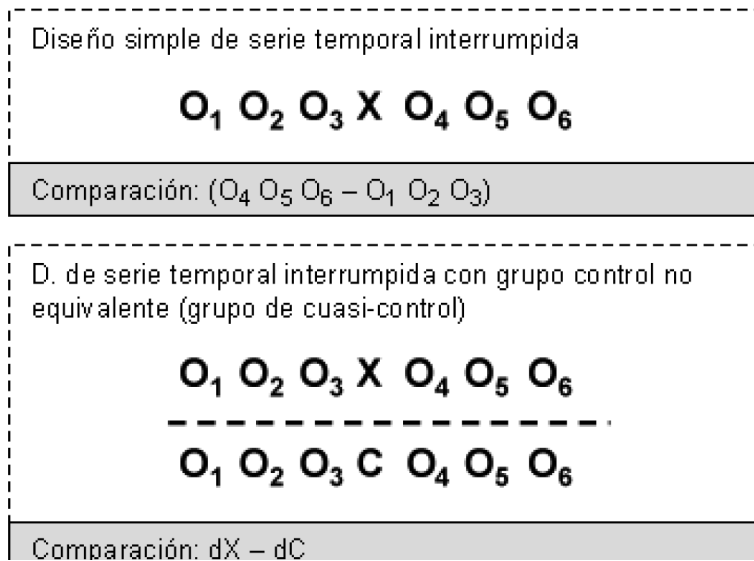 Diseño simple de serie temporal interrumpida
O₁ O₂ O₃ X O₄ O₅ O₆
Comparación: (O₄ O₅ O₆ – O₁ O₂ O₃)
D. de serie temporal interrumpida con grupo control no
equivalente (grupo de cuasi-control)
O₁ O₂ O₃ X O₄ O₅ O₆
O₁ O₂ O₃ C O₄ O₅ O₆
Comparación: dX – dC